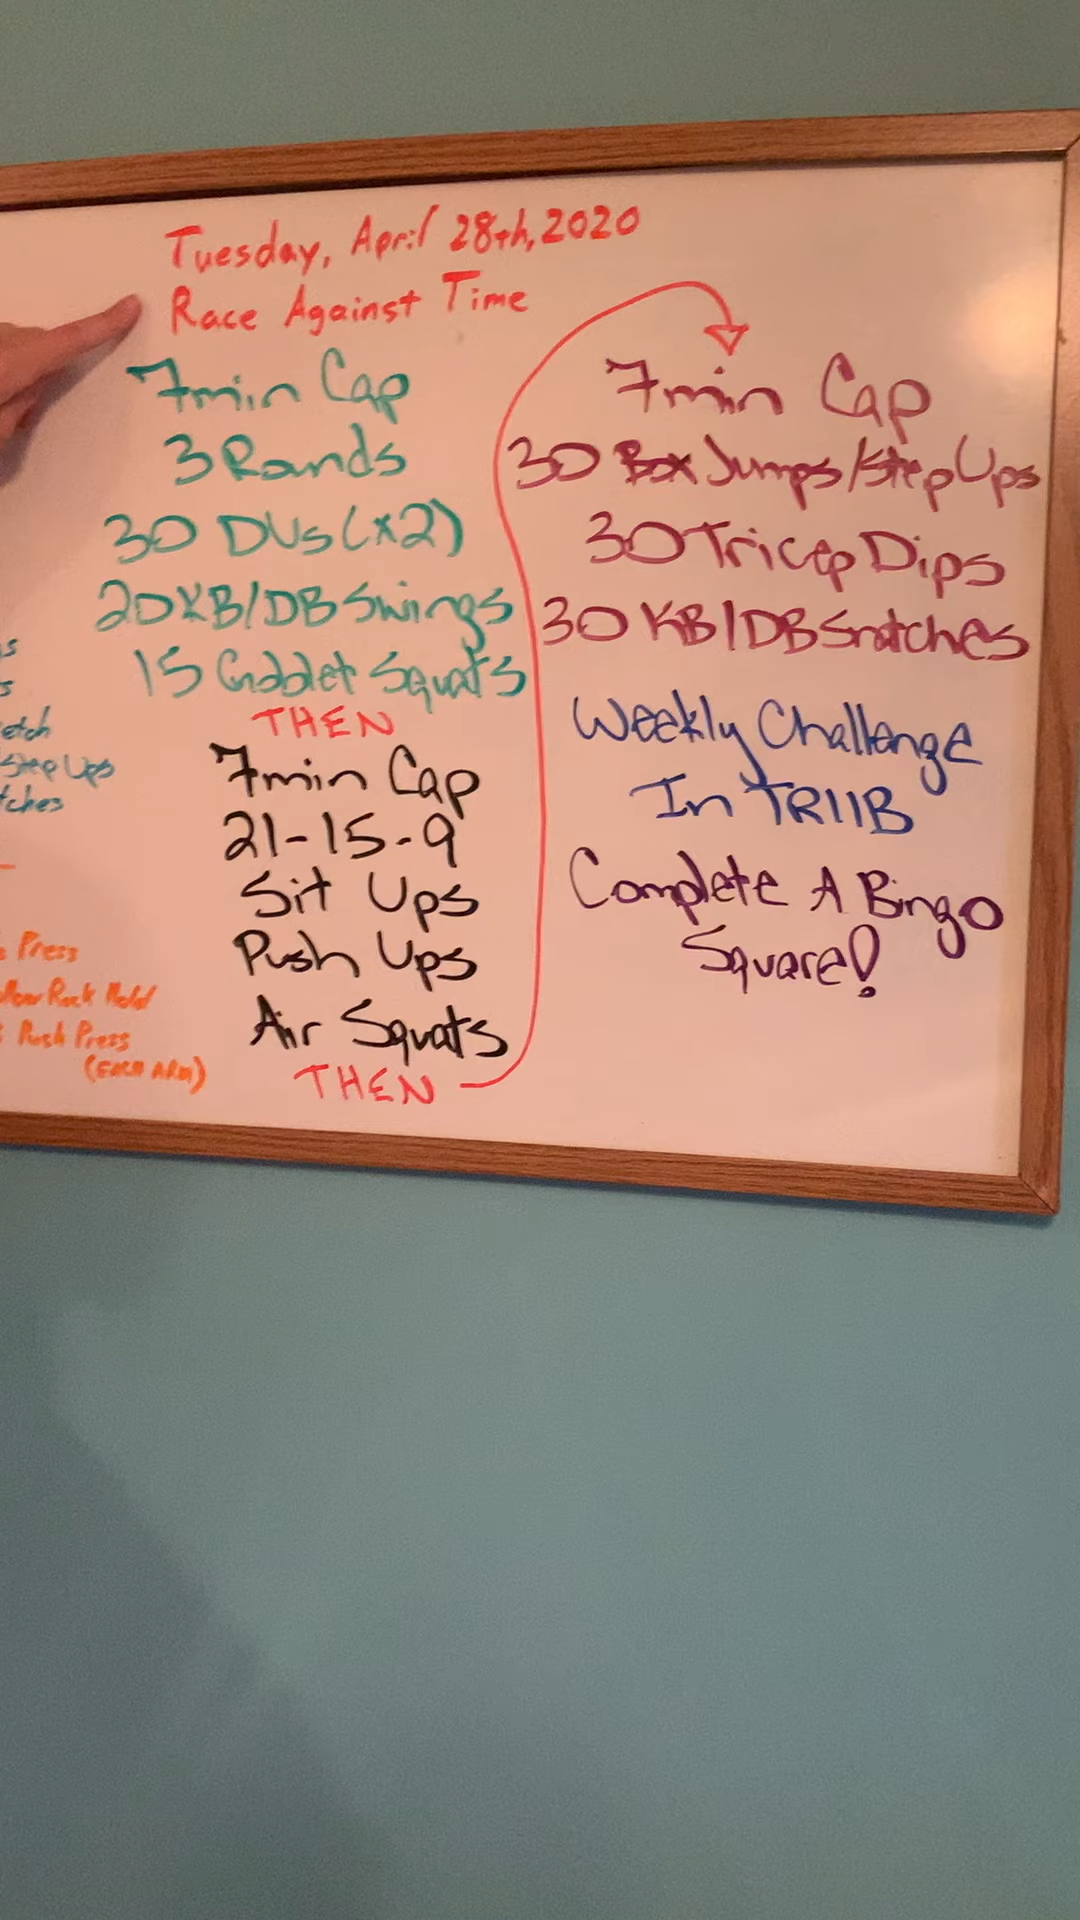 Tuesday, April 28th, 2020
Race Against Time
7min Cap
3 Rounds
30 DUs (x2)
20 KB/DB Swings
15 Goblet Squats
THEN
7min Cap
21-15-9
Sit Ups
Push Ups
Air Squats
THEN
7min Cap
30 Box Jumps/Step Ups
30 Tricep Dips
30 KB/DB Snatches
Weekly Challenge
In TRIIB
Complete A Bingo
Square!
Step Ups
Press
Rock Hold
Push Press
(EACH ARM)